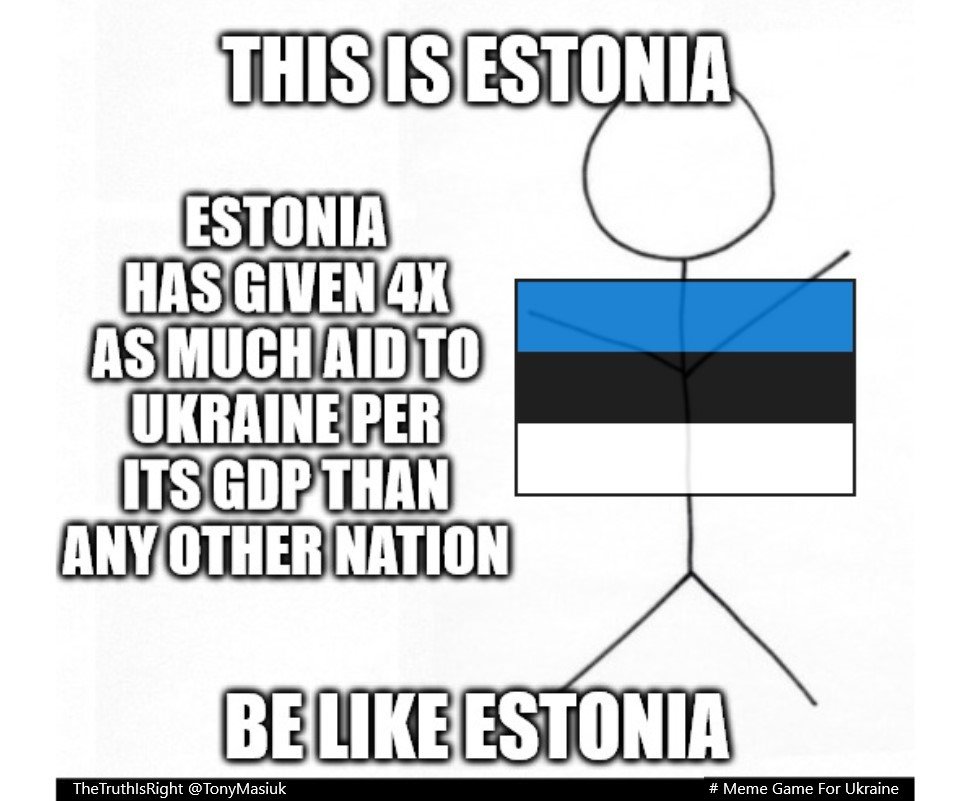 THIS IS ESTONIA
ESTONIA
HAS GIVEN 4X
AS MUCH AID TO
UKRAINE PER
ITS GDP THAN
ANY OTHER NATION
BE LIKE ESTONIA
TheTruthIsRight @TonyMasiuk
# Meme Game For Ukraine